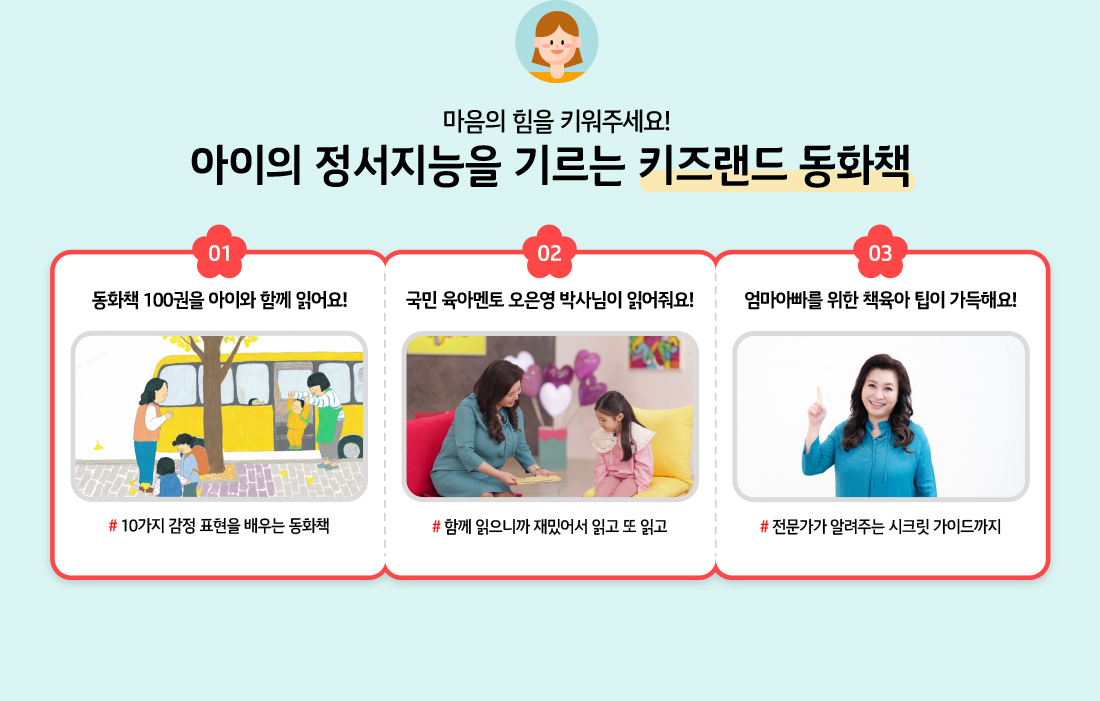 마음의 힘을 키워주세요!
아이의 정서지능을 기르는 키즈랜드 동화책
01
동화책 100권을 아이와 함께 읽어요!
# 10가지 감정 표현을 배우는 동화책
02
국민 육아멘토 오은영 박사님이 읽어줘요!
# 함께 읽으니까 재밌어서 읽고 또 읽고
03
엄마아빠를 위한 책육아 팁이 가득해요!
# 전문가가 알려주는 시크릿 가이드까지